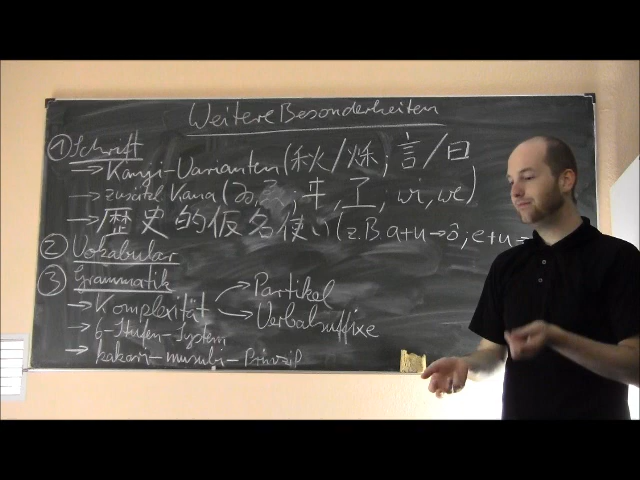 Weitere Besonderheiten
① Schrift
→ Kanji-Varianten (秋/烁; 言/曰
→ zusätzl. Kana (ゐ,ゑ; ヰ, ヱ; wi, we)
→ 歴史的仮名使い (z.B. a+u→ô; e+u→
② Vokabular
③ Grammatik
→ Komplexität → Partikel
→ Verbalsuffixe
→ 6-Stufen-System
→ kakari-musubi-Prinzip